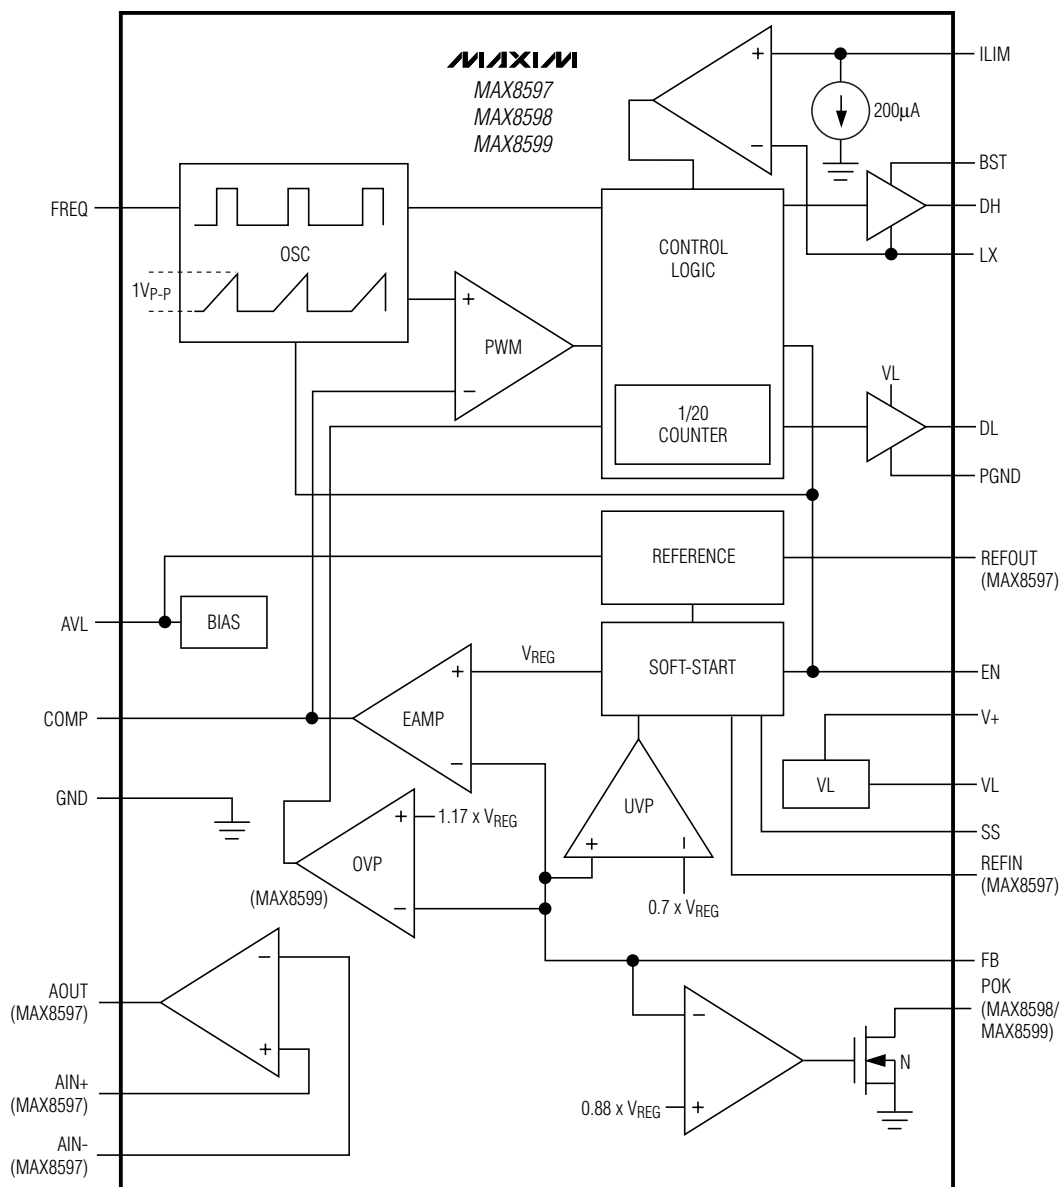 MAXIM
MAX8597
MAX8598
MAX8599
+
ILIM
200µA
−
BST
FREQ
DH
OSC
CONTROL
LOGIC
LX
1VP-P
+
PWM
−
VL
1/20
COUNTER
DL
PGND
REFERENCE
REFOUT
(MAX8597)
AVL
BIAS
VREG
SOFT-START
EN
+
COMP
EAMP
V+
−
GND
VL
VL
UVP
+
1.17 x VREG
SS
+
−
OVP
REFIN
(MAX8597)
(MAX8599)
−
0.7 x VREG
−
FB
AOUT
(MAX8597)
POK
(MAX8598/
MAX8599)
−
+
N
AIN+
(MAX8597)
0.88 x VREG
+
AIN-
(MAX8597)